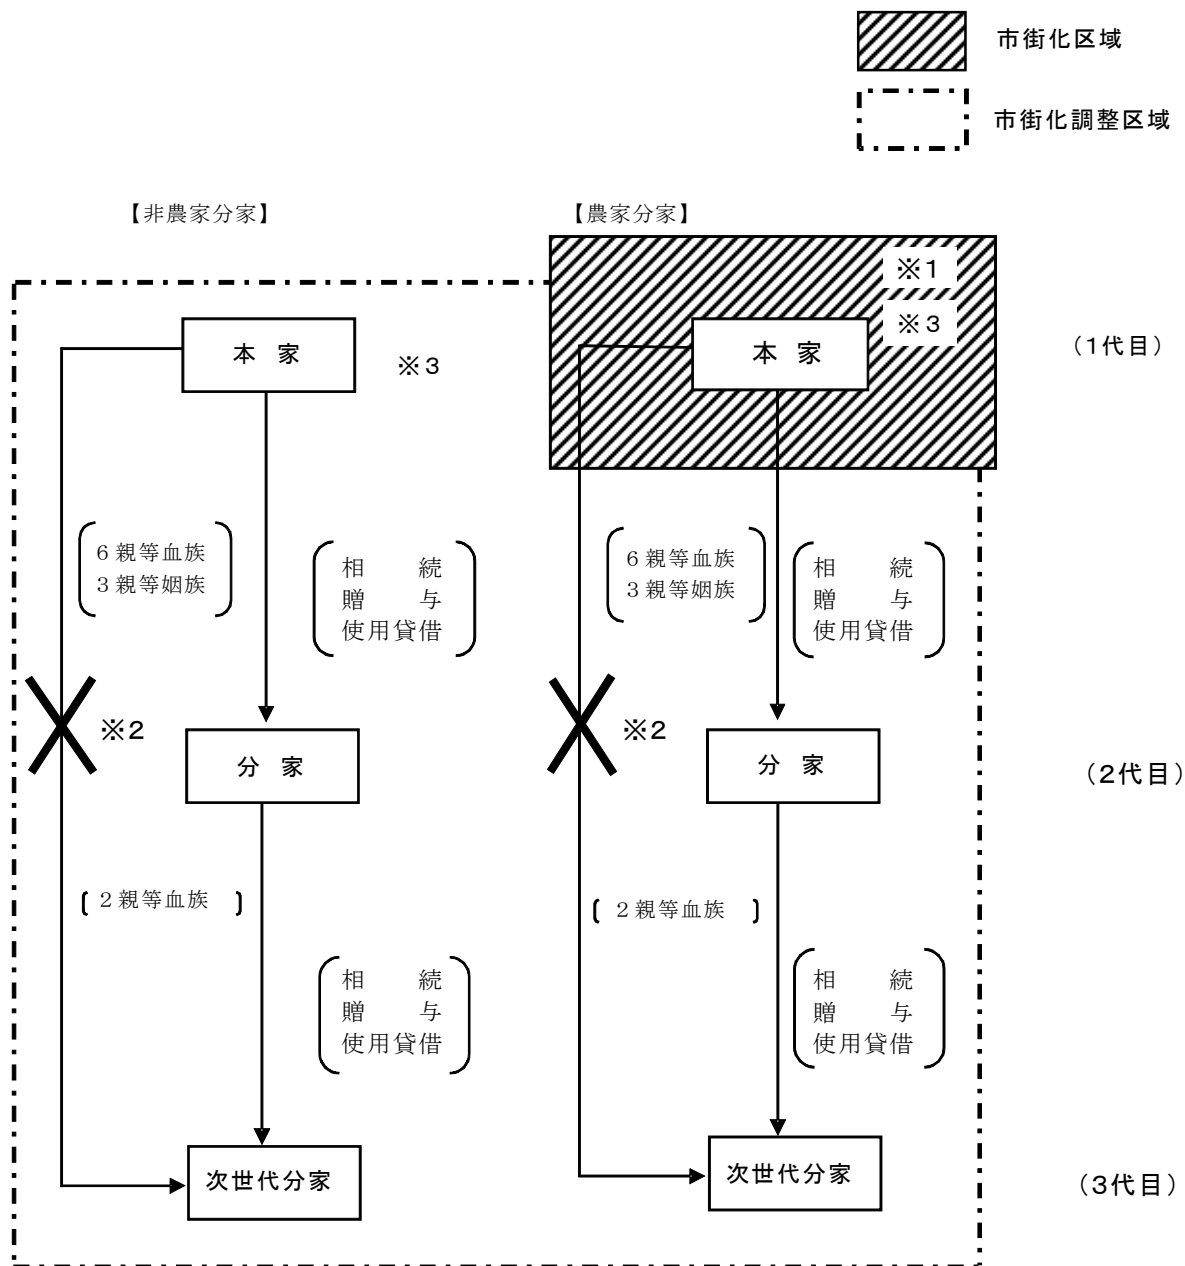 市街化区域
市街化調整区域
【非農家分家】
【農家分家】
※1
※3
本 家
※3
本 家
(1代目)
6親等血族
3親等姻族
相 続
贈 与
使用貸借
6親等血族
3親等姻族
相 続
贈 与
使用貸借
※2
分 家
※2
分 家
(2代目)
2親等血族
相 続
贈 与
使用貸借
2親等血族
相 続
贈 与
使用貸借
次世代分家
次世代分家
(3代目)